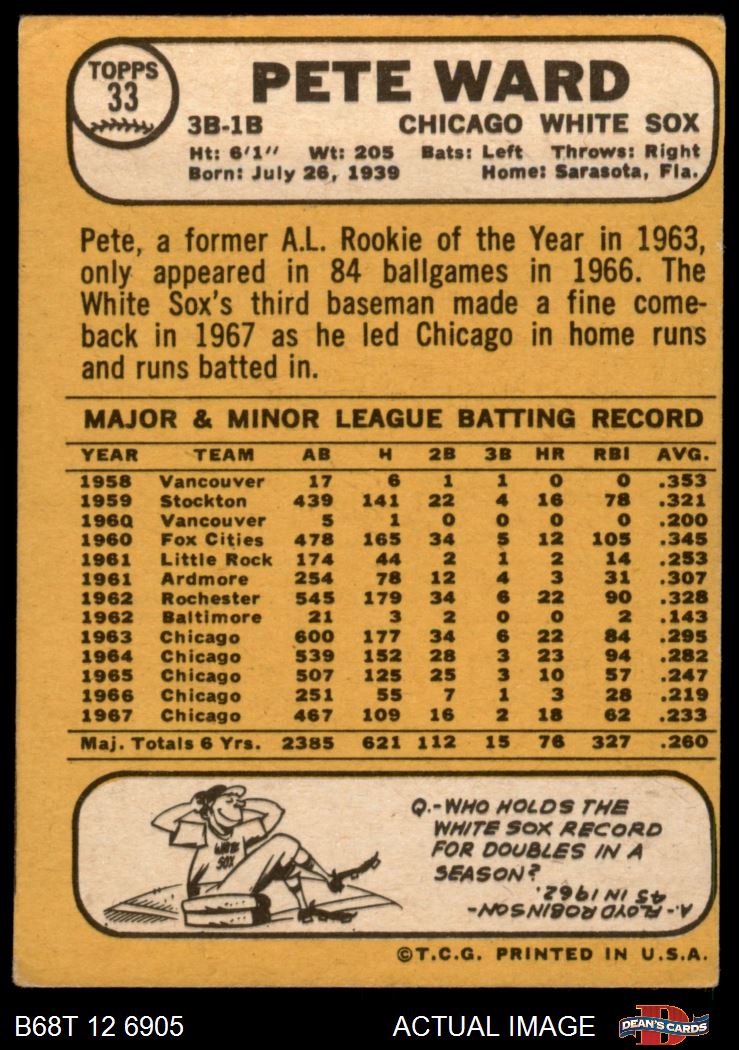 TOPPS
33
PETE WARD
3B-1B CHICAGO WHITE SOX
Ht: 6'1" Wt: 205 Bats: Left Throws: Right
Born: July 26, 1939 Home: Sarasota, Fla.
Pete, a former A.L. Rookie of the Year in 1963,
only appeared in 84 ballgames in 1966. The
White Sox's third baseman made a fine come-
back in 1967 as he led Chicago in home runs
and runs batted in.
MAJOR & MINOR LEAGUE BATTING RECORD
YEAR TEAM AB H 2B 3B HR RBI AVG.
1958 Vancouver 17 6 1 1 0 0 .353
1959 Stockton 439 141 22 4 16 78 .321
1960 Vancouver 5 1 0 0 0 0 .200
1960 Fox Cities 478 165 34 5 12 105 .345
1961 Little Rock 174 44 2 1 2 14 .253
1961 Ardmore 254 78 12 4 3 31 .307
1962 Rochester 545 179 34 6 22 90 .328
1962 Baltimore 21 3 2 0 0 2 .143
1963 Chicago 600 177 34 6 22 84 .295
1964 Chicago 539 152 28 3 23 94 .282
1965 Chicago 507 125 25 3 10 57 .247
1966 Chicago 251 55 7 1 3 28 .219
1967 Chicago 467 109 16 2 18 62 .233
Maj. Totals 6 Yrs. 2385 621 112 15 76 327 .260
WHITE
SOX
Q.-WHO HOLDS THE
WHITE SOX RECORD
FOR DOUBLES IN A
SEASON?
A.- FLOYD ROBINSON-
45 IN 1962.
©T.C.G. PRINTED IN U.S.A.
B68T 12 6905 ACTUAL IMAGE
D
DEAN'S CARDS